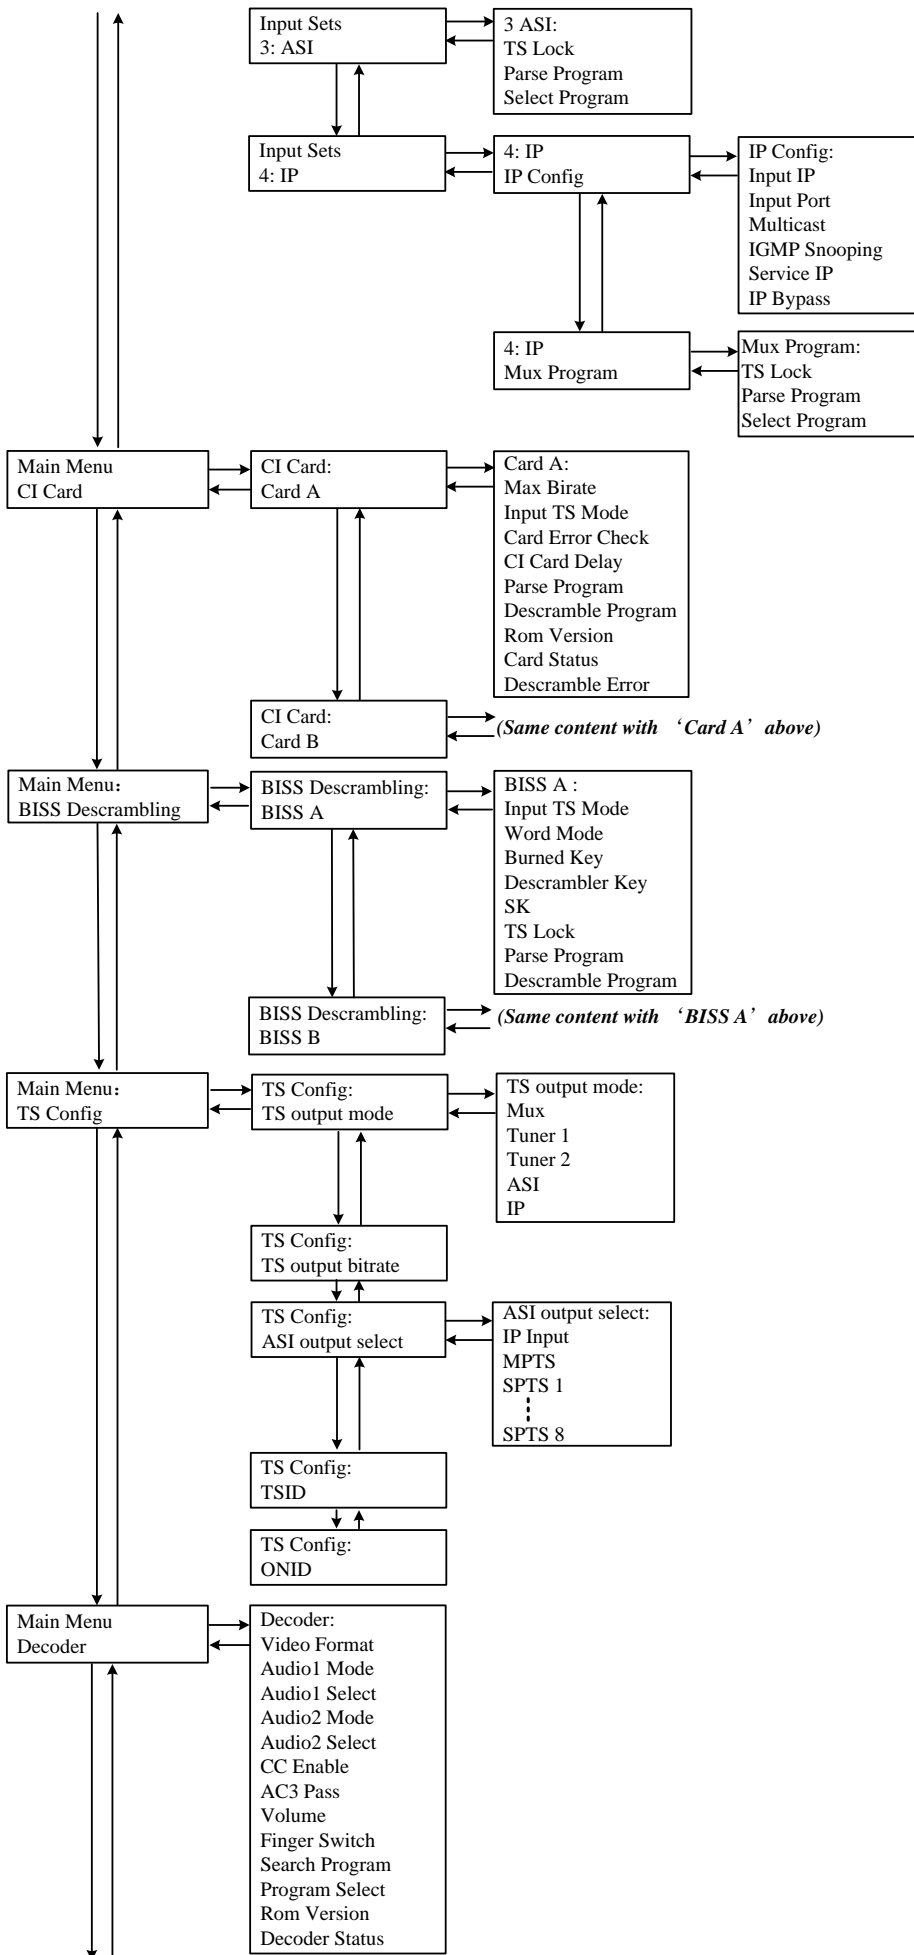 Input Sets
3: ASI
3 ASI:
TS Lock
Parse Program
Select Program
Input Sets
4: IP
4: IP
IP Config
IP Config:
Input IP
Input Port
Multicast
IGMP Snooping
Service IP
IP Bypass
4: IP
Mux Program
Mux Program:
TS Lock
Parse Program
Select Program
Main Menu
CI Card
CI Card:
Card A
Card A:
Max Birate
Input TS Mode
Card Error Check
CI Card Delay
Parse Program
Descramble Program
Rom Version
Card Status
Descramble Error
CI Card:
Card B
(Same content with ‘Card A’ above)
Main Menu：
BISS Descrambling
BISS Descrambling:
BISS A
BISS A :
Input TS Mode
Word Mode
Burned Key
Descrambler Key
SK
TS Lock
Parse Program
Descramble Program
BISS Descrambling:
BISS B
(Same content with ‘BISS A’ above)
Main Menu：
TS Config
TS Config:
TS output mode
TS output mode:
Mux
Tuner 1
Tuner 2
ASI
IP
TS Config:
TS output bitrate
TS Config:
ASI output select
ASI output select:
IP Input
MPTS
SPTS 1
SPTS 8
TS Config:
TSID
TS Config:
ONID
Main Menu
Decoder
Decoder:
Video Format
Audio1 Mode
Audio1 Select
Audio2 Mode
Audio2 Select
CC Enable
AC3 Pass
Volume
Finger Switch
Search Program
Program Select
Rom Version
Decoder Status